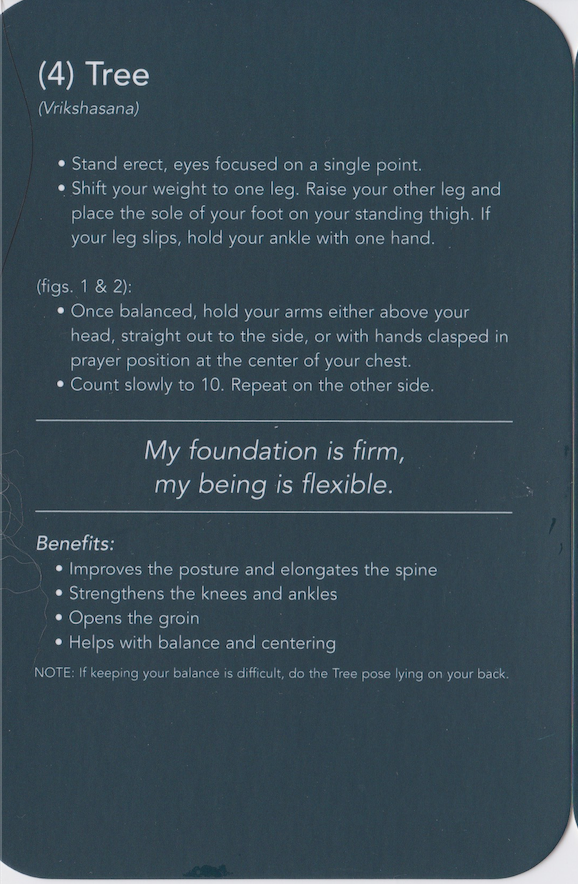 (4) Tree
(Vrikshasana)
• Stand erect, eyes focused on a single point.
• Shift your weight to one leg. Raise your other leg and
place the sole of your foot on your standing thigh. If
your leg slips, hold your ankle with one hand.
(figs. 1 & 2):
• Once balanced, hold your arms either above your
head, straight out to the side, or with hands clasped in
prayer position at the center of your chest.
• Count slowly to 10. Repeat on the other side.
My foundation is firm,
my being is flexible.
Benefits:
• Improves the posture and elongates the spine
• Strengthens the knees and ankles
• Opens the groin
• Helps with balance and centering
NOTE: If keeping your balance is difficult, do the Tree pose lying on your back.